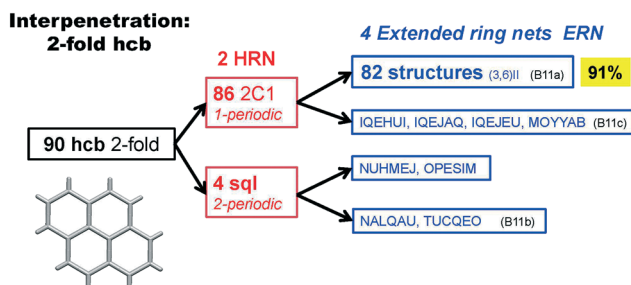 Interpenetration:
2-fold hcb
4 Extended ring nets ERN
2 HRN
86 2C1
1-periodic
82 structures (3,6)II (B11a)
91%
IQEHUI, IQEJAQ, IQEJEU, MOYYAB (B11c)
90 hcb 2-fold
4 sql
2-periodic
NUHMEJ, OPESIM
NALQAU, TUCQEO (B11b)